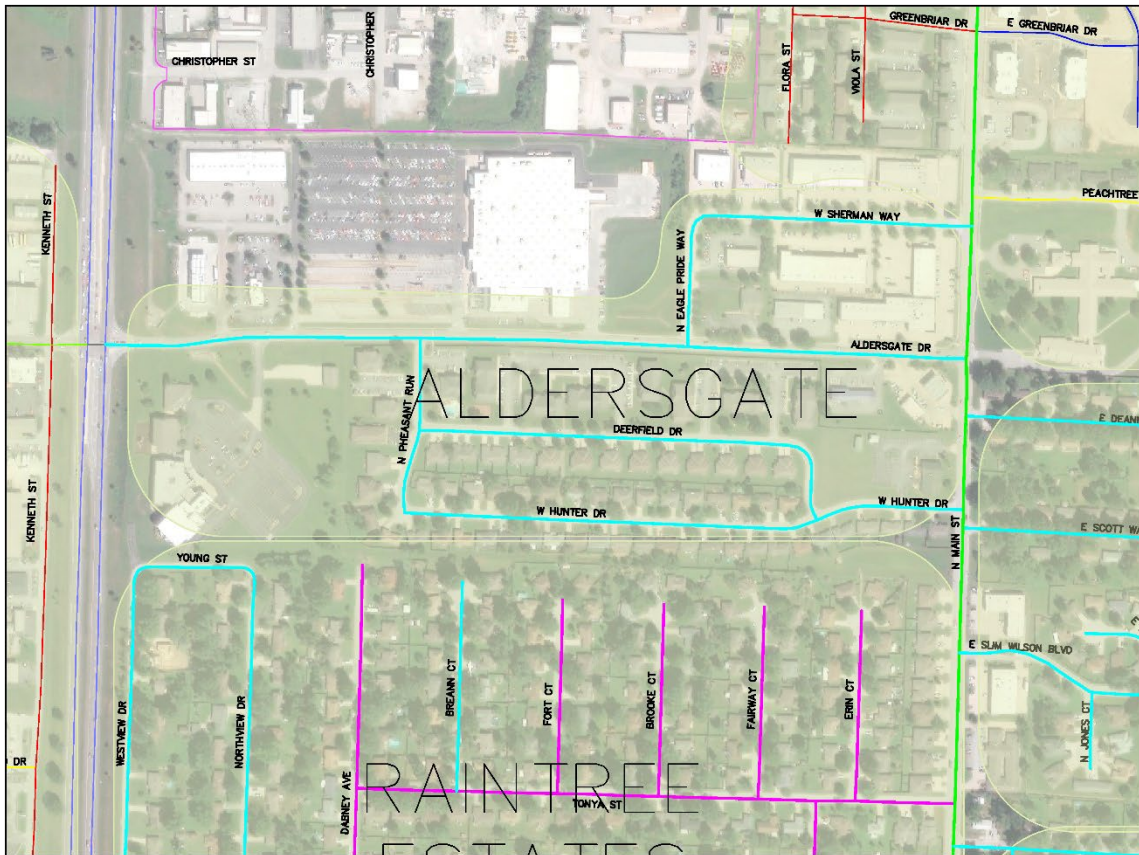 GREENBRIAR DR
E GREENBRIAR DR
CHRISTOPHER ST
CHRISTOPHER
FLORA ST
VIOLA ST
KENNETH ST
PEACHTREE
W SHERMAN WAY
N EAGLE PRIDE WAY
ALDERSGATE DR
N PHEASANT RUN
ALDERSGATE
E DEAN
DEERFIELD DR
KENNETH ST
W HUNTER DR
W HUNTER DR
N MAIN ST
E SCOTT WA
YOUNG ST
E SLIM WILSON BLVD
WESTVIEW DR
NORTHVIEW DR
BREANN CT
FORT CT
BROOKE CT
FAIRWAY CT
ERIN CT
N JONES CT
DR
DABNEY AVE
RAINTREE
TONYA ST
ESTATES